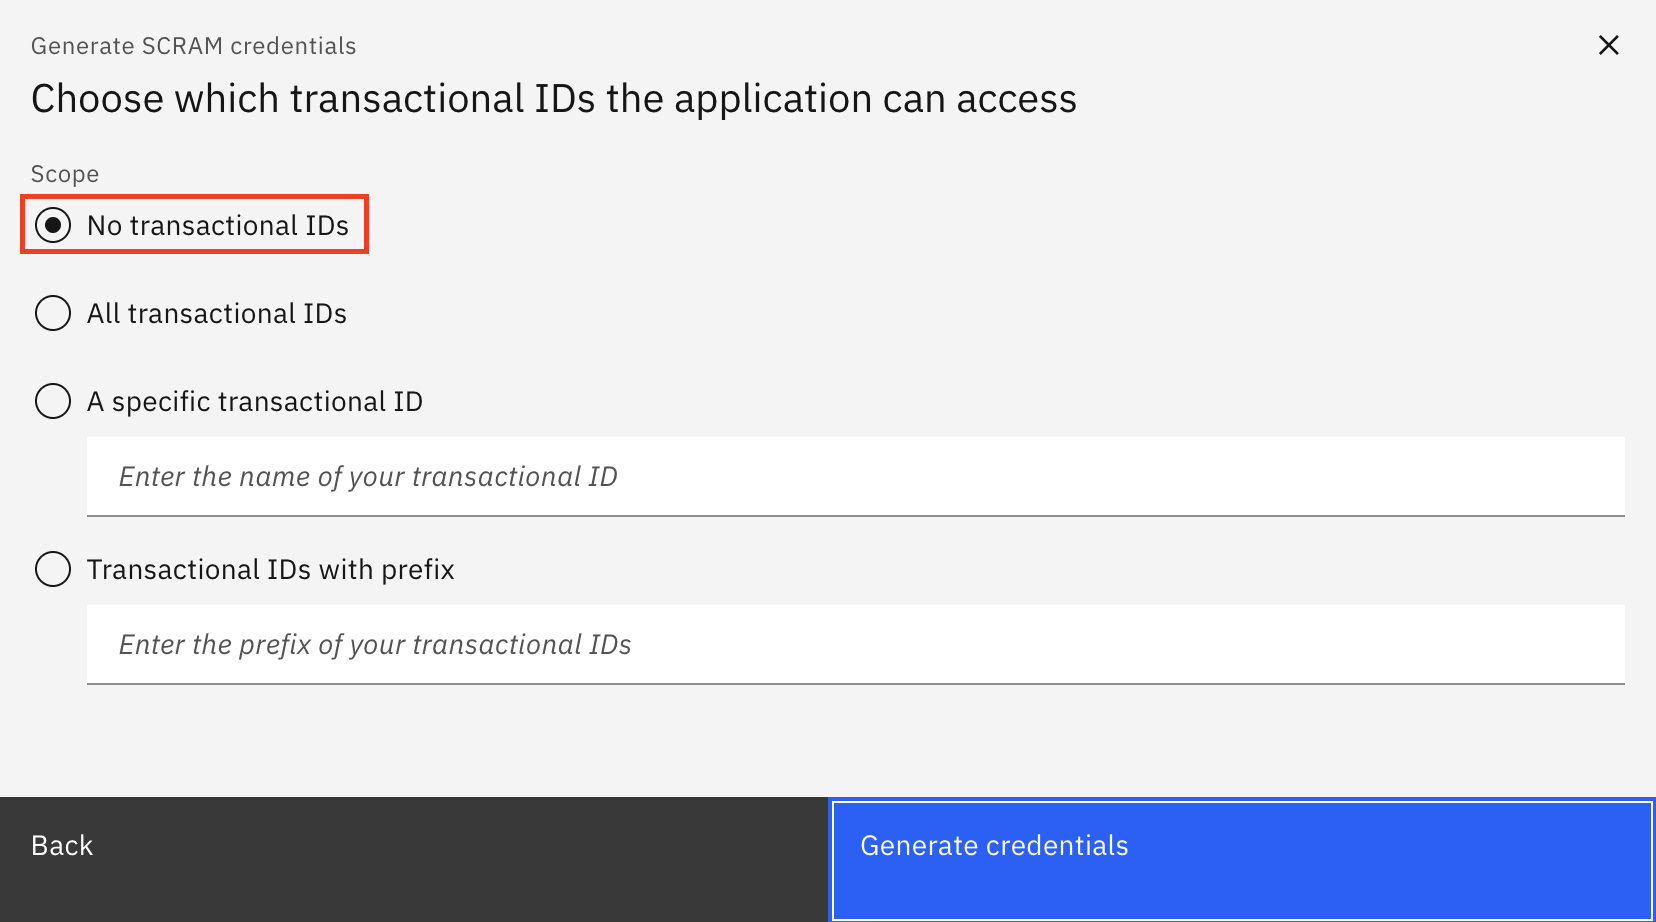 Generate SCRAM credentials
Choose which transactional IDs the application can access
Scope
No transactional IDs
All transactional IDs
A specific transactional ID
Enter the name of your transactional ID
Transactional IDs with prefix
Enter the prefix of your transactional IDs
Back
Generate credentials